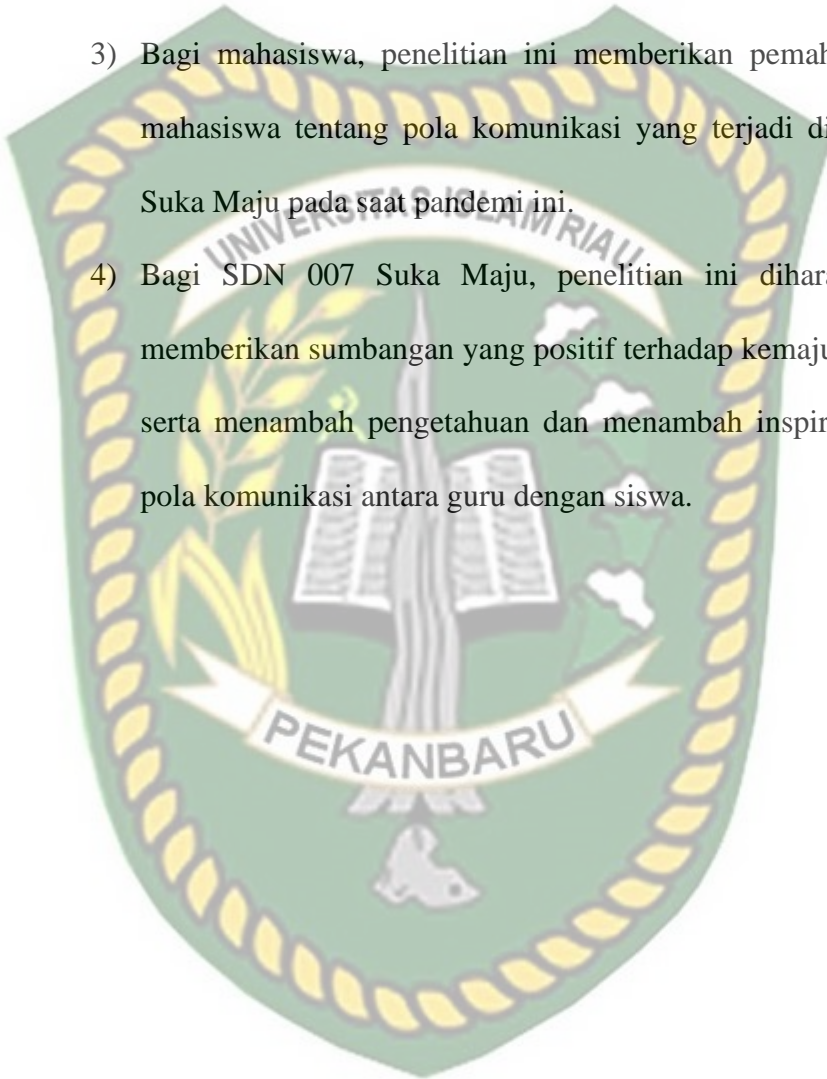 3) Bagi mahasiswa, penelitian ini memberikan pemah
mahasiswa tentang pola komunikasi yang terjadi di
Suka Maju pada saat pandemi ini.
UNIVERSITAS ISLAM RIAU
4) Bagi SDN 007 Suka Maju, penelitian ini dihara
memberikan sumbangan yang positif terhadap kemaju
serta menambah pengetahuan dan menambah inspir
pola komunikasi antara guru dengan siswa.
PEKANBARU